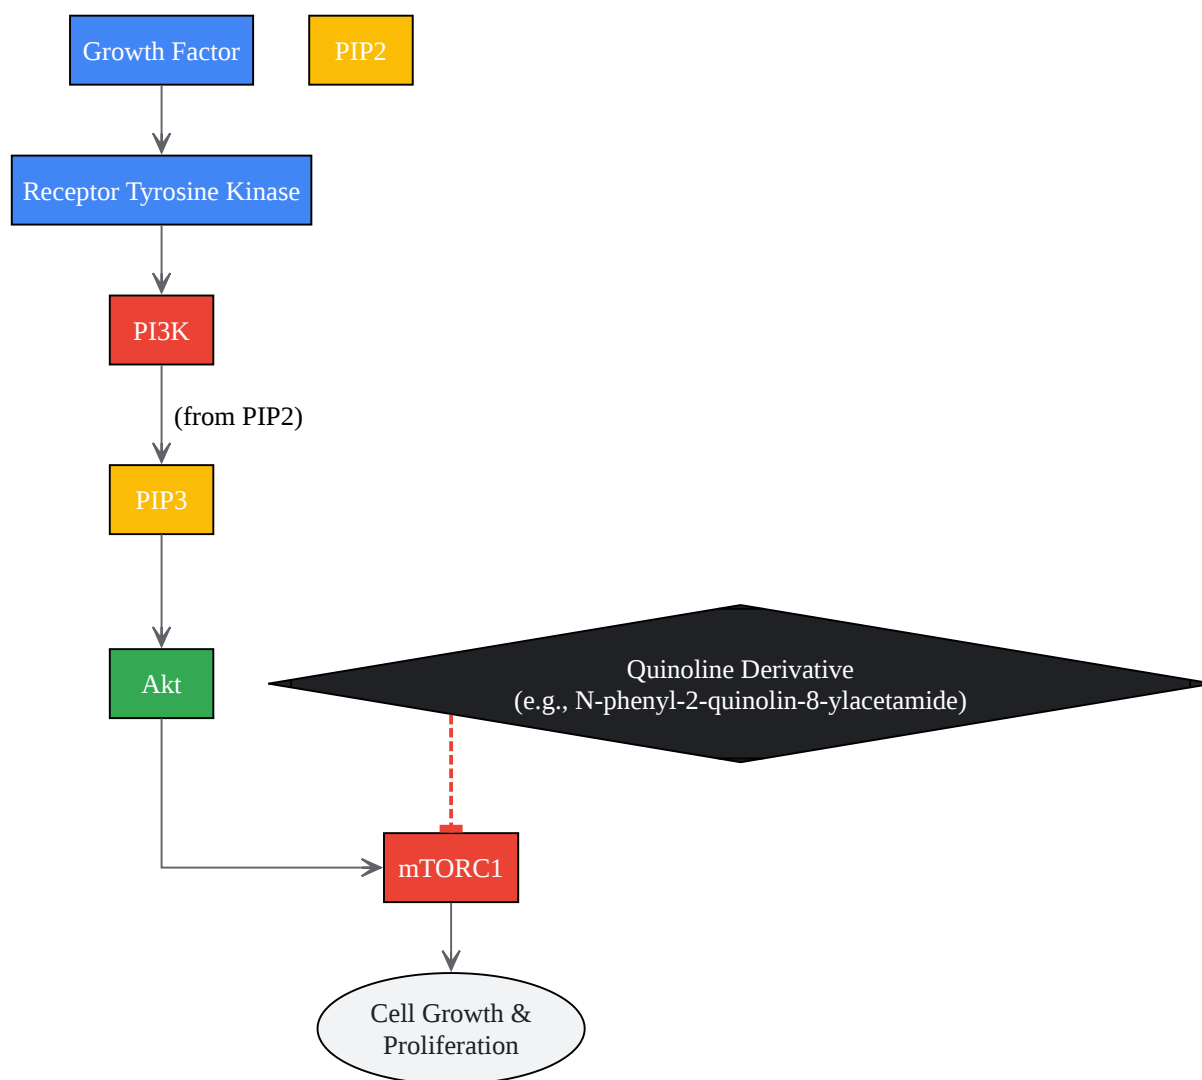 Growth Factor
PIP2
Receptor Tyrosine Kinase
PI3K
(from PIP2)
PIP3
Akt
Quinoline Derivative
(e.g., N-phenyl-2-quinolin-8-ylacetamide)
mTORC1
Cell Growth &
Proliferation